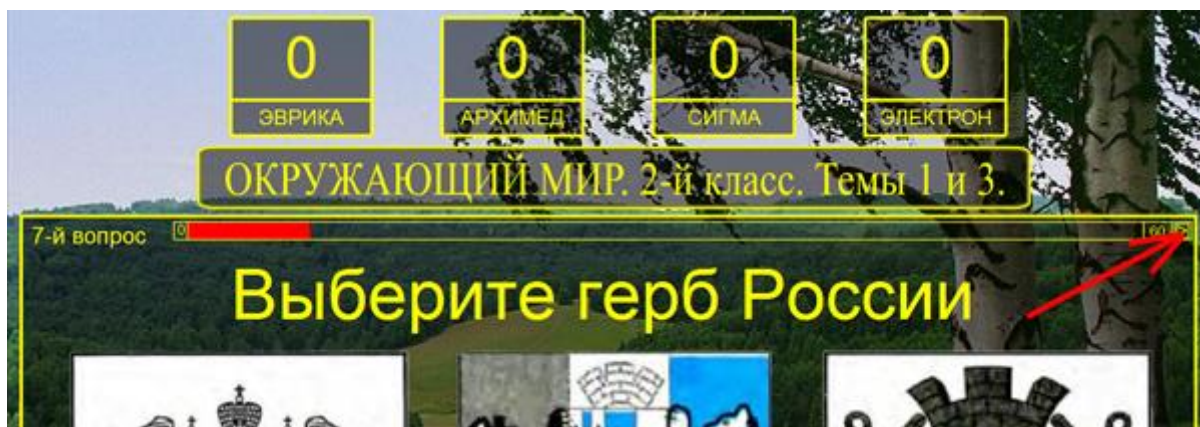 0 0 0 0
ЭВРИКА АРХИМЕД СИГМА ЭЛЕКТРОН
ОКРУЖАЮЩИЙ МИР. 2-й класс. Темы 1 и 3.
7-й вопрос 0 60
Выберите герб России